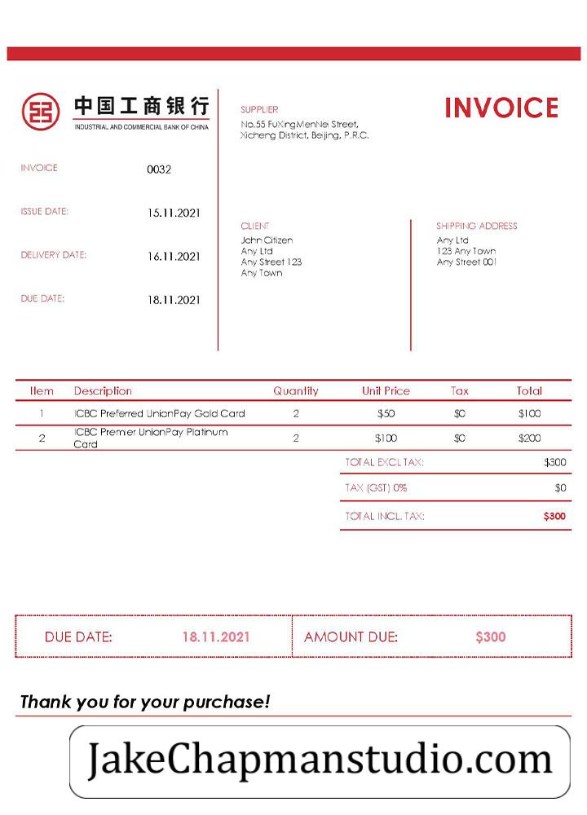 中国工商银行
INDUSTRIAL AND COMMERCIAL BANK OF CHINA
SUPPLIER
No.55 FuXingMenNei Street,
Xicheng District, Beijing, P.R.C.
INVOICE
INVOICE 0032
ISSUE DATE: 15.11.2021
DELIVERY DATE: 16.11.2021
DUE DATE: 18.11.2021
CLIENT
John Citizen
Any Ltd
Any Street 123
Any Town
SHIPPING ADDRESS
Any Ltd
123 Any Town
Any Street 001
Item Description Quantity Unit Price Tax Total
1 ICBC Preferred UnionPay Gold Card 2 $50 $0 $100
2 ICBC Premier UnionPay Platinum Card 2 $100 $0 $200
TOTAL EXCL TAX: $300
TAX (GST) 0% $0
TOTAL INCL. TAX: $300
DUE DATE: 18.11.2021 AMOUNT DUE: $300
Thank you for your purchase!
JakeChapmanstudio.com